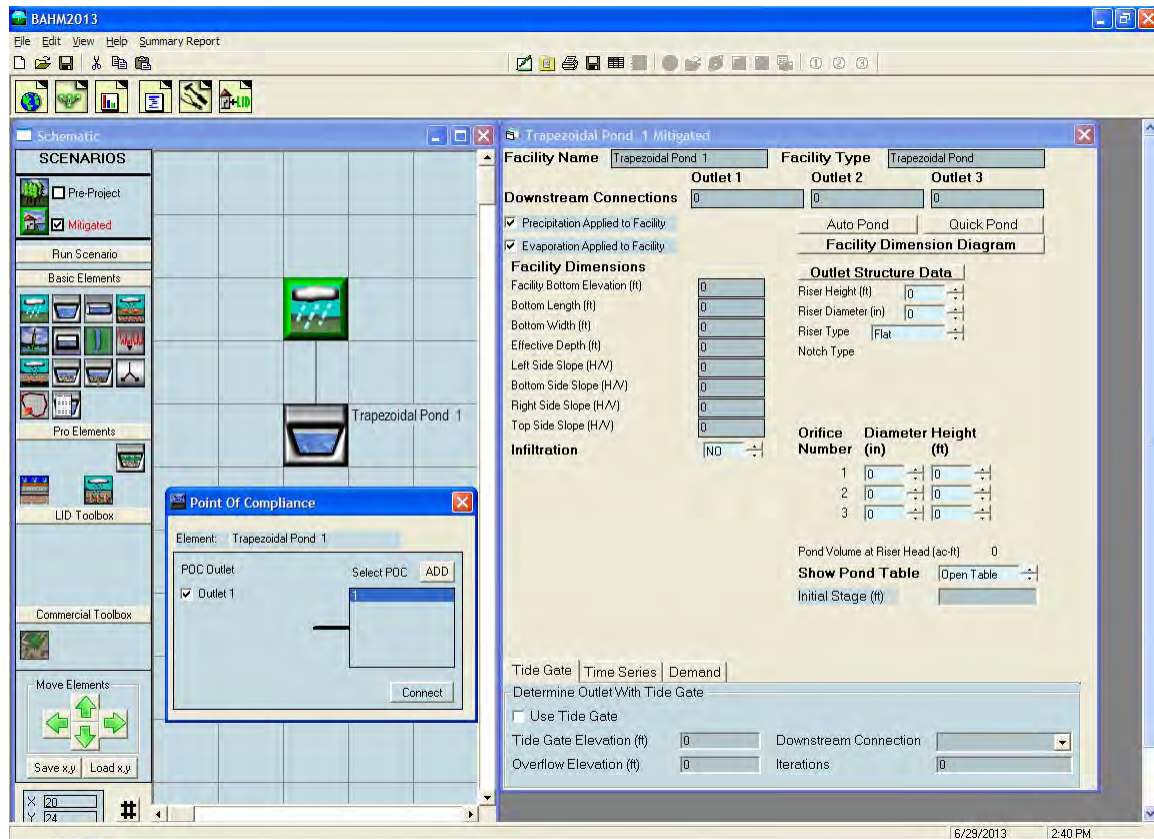 BAHM2013
File Edit View Help Summary Report
Schematic
SCENARIOS
Pre-Project
Mitigated
Run Scenario
Basic Elements
Pro Elements
LID Toolbox
Commercial Toolbox
Move Elements
Save x,y Load x,y
X 20
Y 24
#
+LID
1 2 3
Trapezoidal Pond 1
Point Of Compliance
Element: Trapezoidal Pond 1
POC Outlet
Select POC ADD
Outlet 1
1
Connect
Trapezoidal Pond 1 Mitigated
Facility Name Trapezoidal Pond 1 Facility Type Trapezoidal Pond
Outlet 1 Outlet 2 Outlet 3
Downstream Connections 0 0 0
Precipitation Applied to Facility Auto Pond Quick Pond
Evaporation Applied to Facility Facility Dimension Diagram
Facility Dimensions
Facility Bottom Elevation (ft) 0
Bottom Length (ft) 0
Bottom Width (ft) 0
Effective Depth (ft) 0
Left Side Slope (H/V) 0
Bottom Side Slope (H/V) 0
Right Side Slope (H/V) 0
Top Side Slope (H/V) 0
Infiltration NO
Outlet Structure Data
Riser Height (ft) 0
Riser Diameter (in) 0
Riser Type Flat
Notch Type
Orifice Diameter Height
Number (in) (ft)
1 0 0
2 0 0
3 0 0
Pond Volume at Riser Head (ac-ft) 0
Show Pond Table Open Table
Initial Stage (ft)
Tide Gate Time Series Demand
Determine Outlet With Tide Gate
Use Tide Gate
Tide Gate Elevation (ft) 0 Downstream Connection
Overflow Elevation (ft) 0 Iterations 0
6/29/2013 2:40 PM